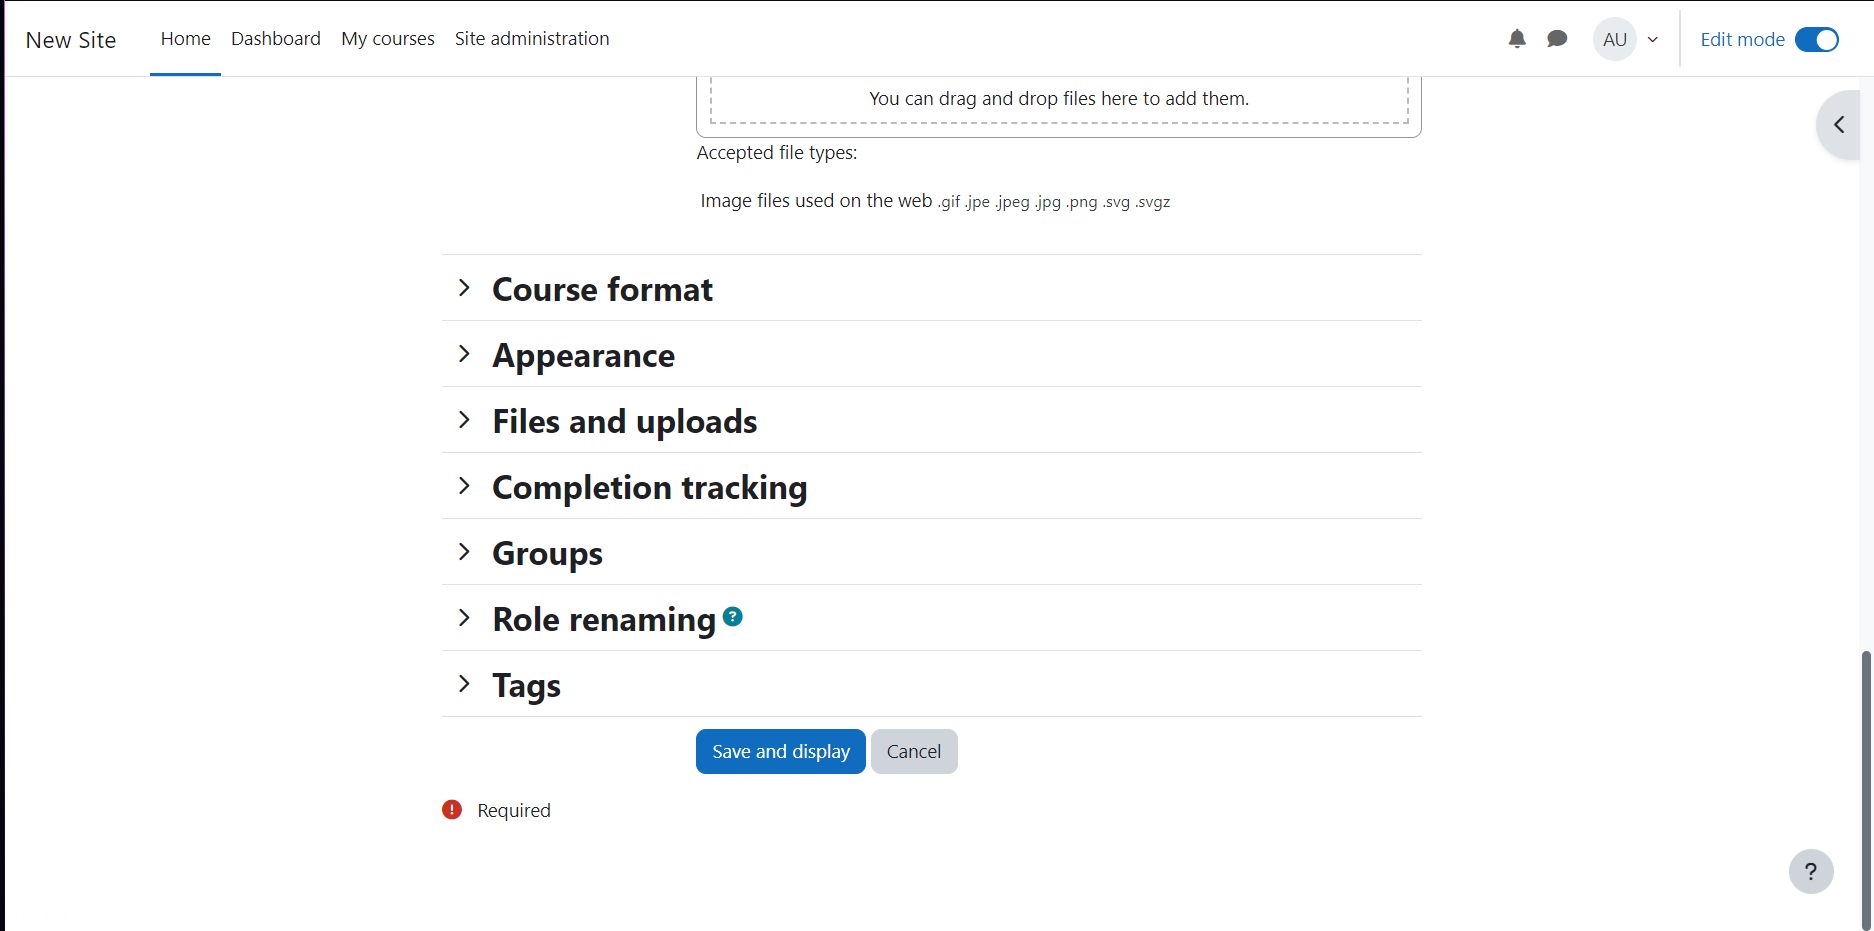 New Site Home Dashboard My courses Site administration AU Edit mode
You can drag and drop files here to add them.
Accepted file types:
Image files used on the web .gif .jpe .jpeg .jpg .png .svg .svgz
Course format
Appearance
Files and uploads
Completion tracking
Groups
Role renaming ?
Tags
Save and display Cancel
! Required
?